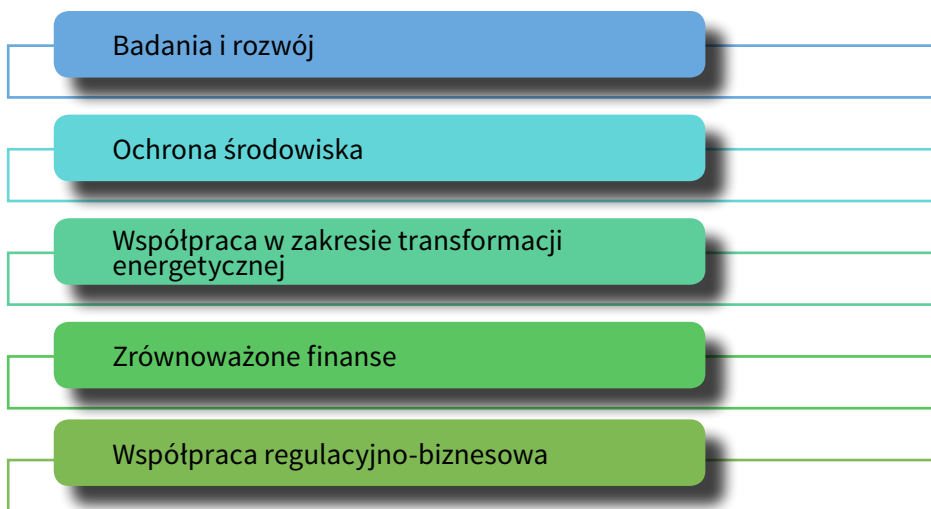 Badania i rozwój
Ochrona środowiska
Współpraca w zakresie transformacji
energetycznej
Zrównoważone finanse
Współpraca regulacyjno-biznesowa